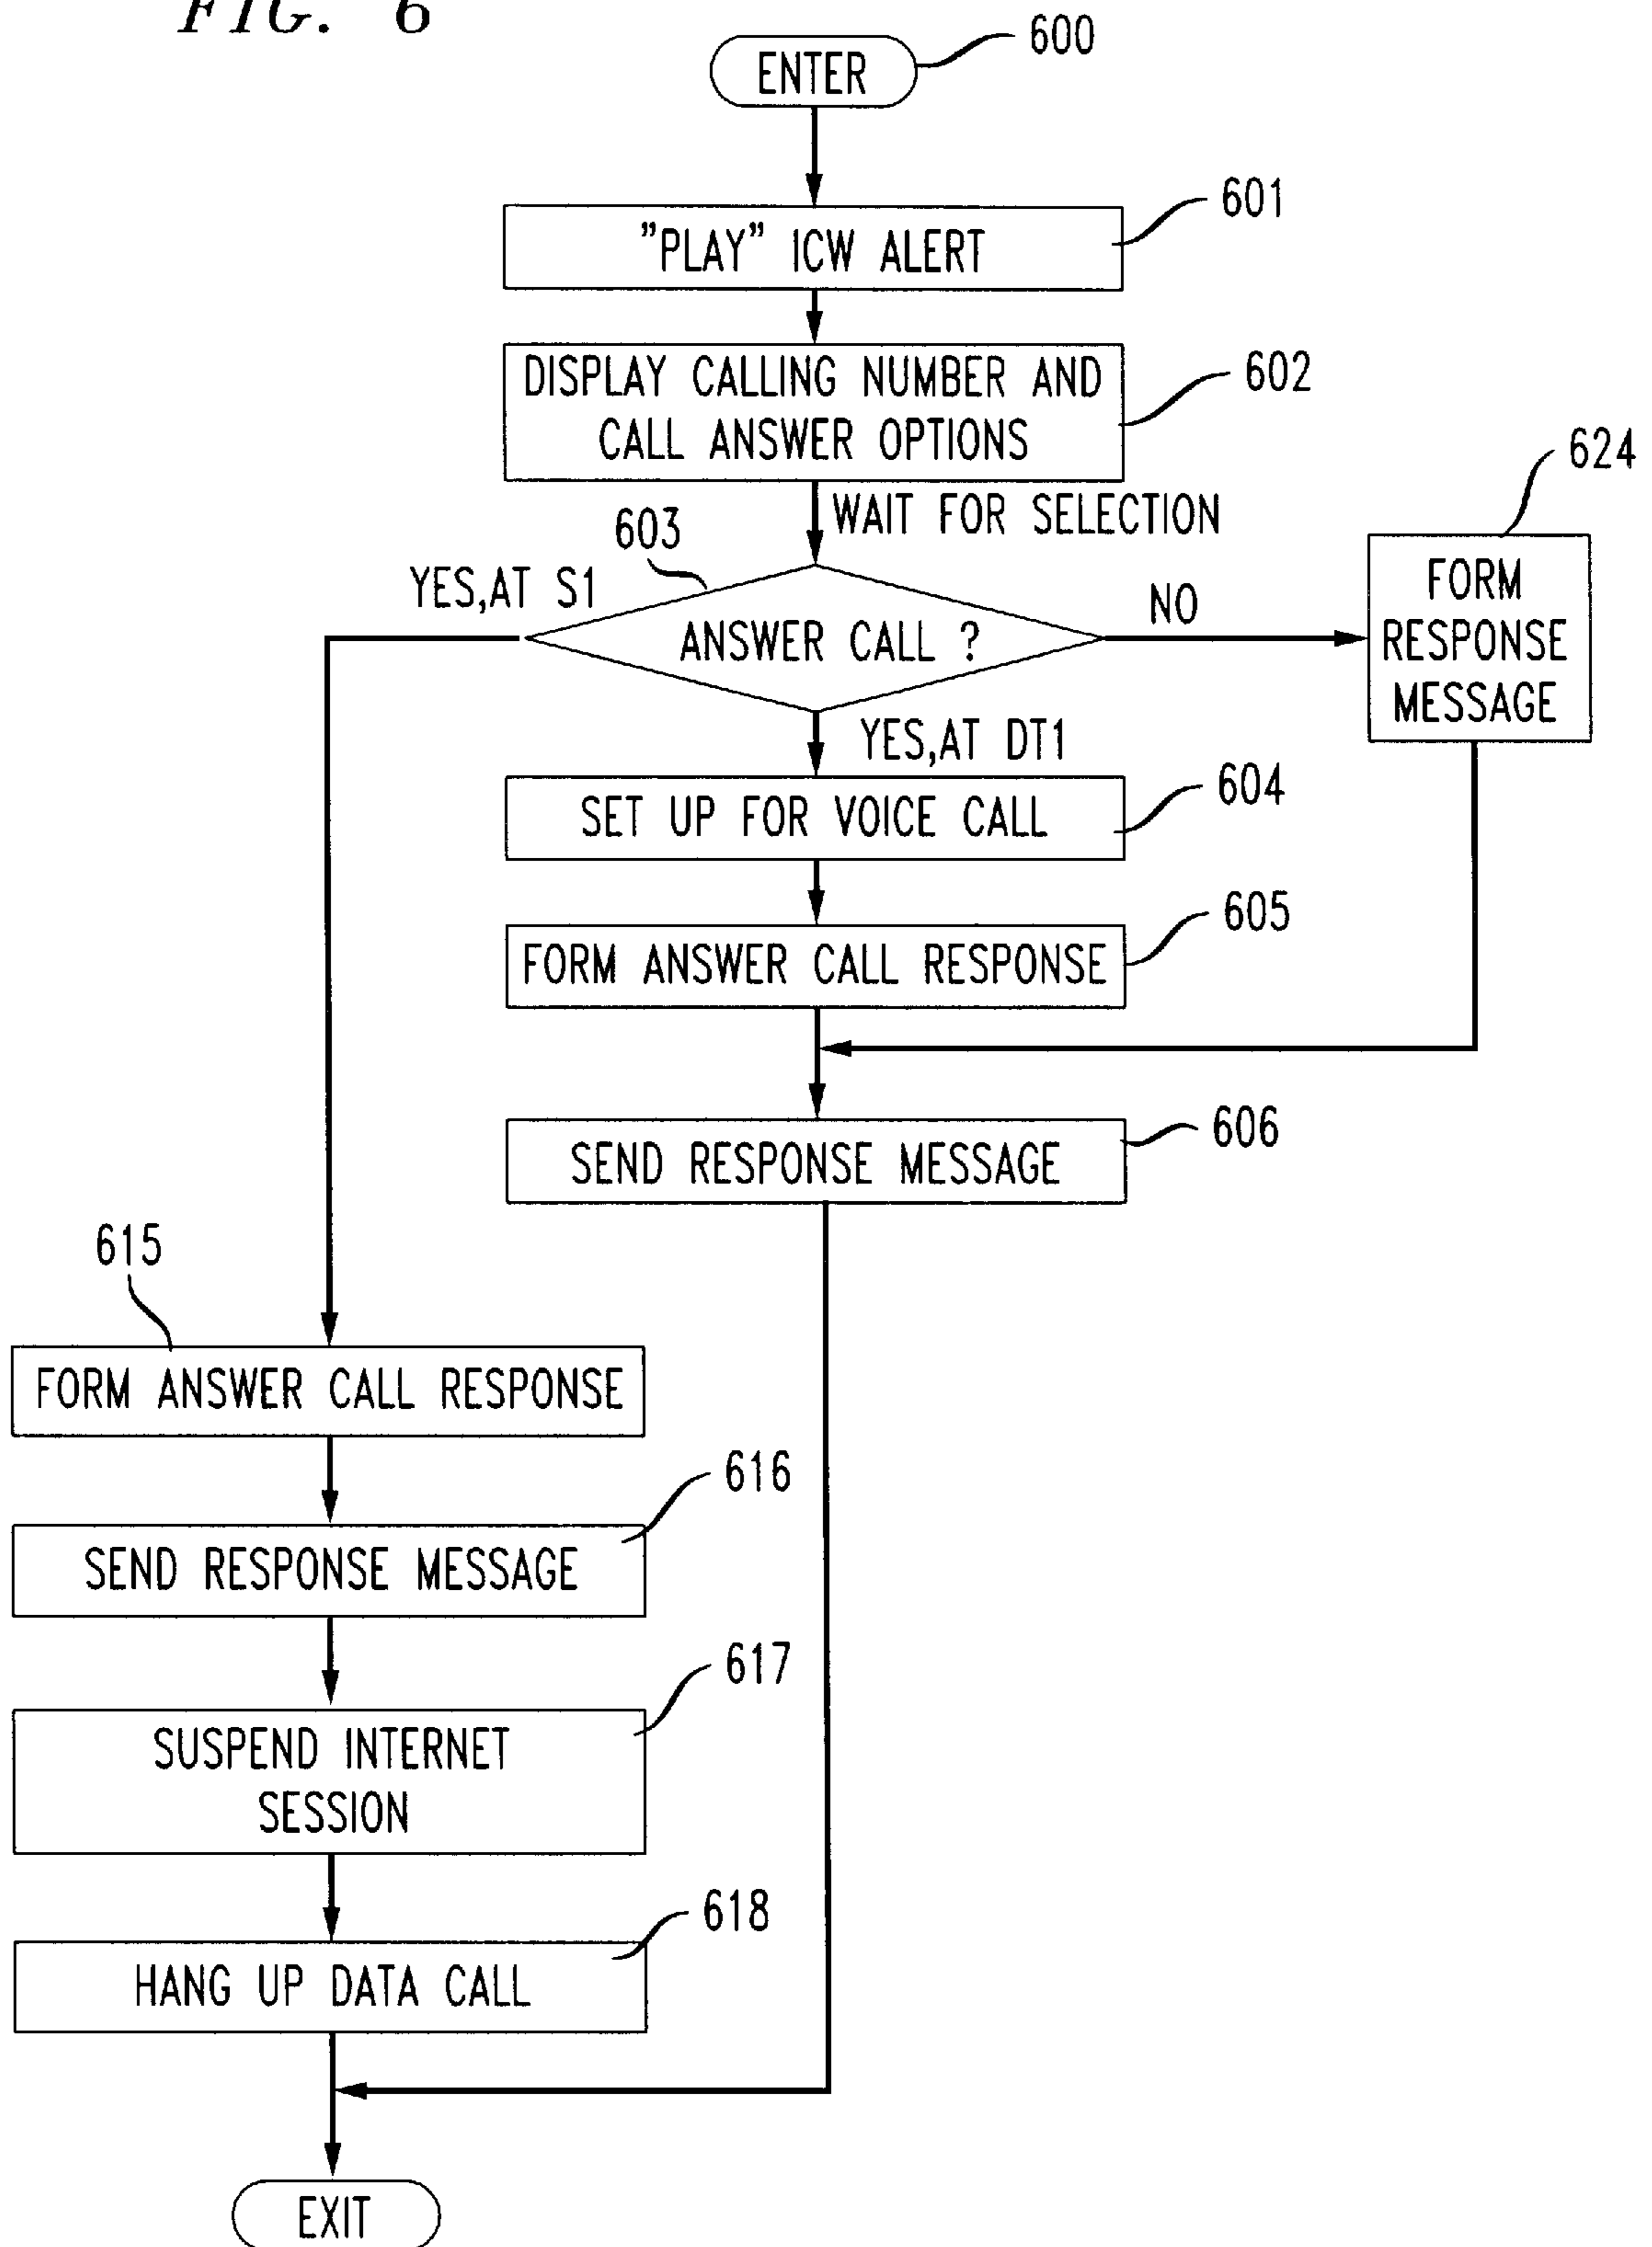 FIG. 6
ENTER
600
"PLAY" ICW ALERT
601
DISPLAY CALLING NUMBER AND
CALL ANSWER OPTIONS
602
WAIT FOR SELECTION
603
624
YES,AT S1
ANSWER CALL ?
NO
FORM
RESPONSE
MESSAGE
YES,AT DT1
SET UP FOR VOICE CALL
604
FORM ANSWER CALL RESPONSE
605
SEND RESPONSE MESSAGE
606
615
FORM ANSWER CALL RESPONSE
SEND RESPONSE MESSAGE
616
SUSPEND INTERNET
SESSION
617
HANG UP DATA CALL
618
EXIT